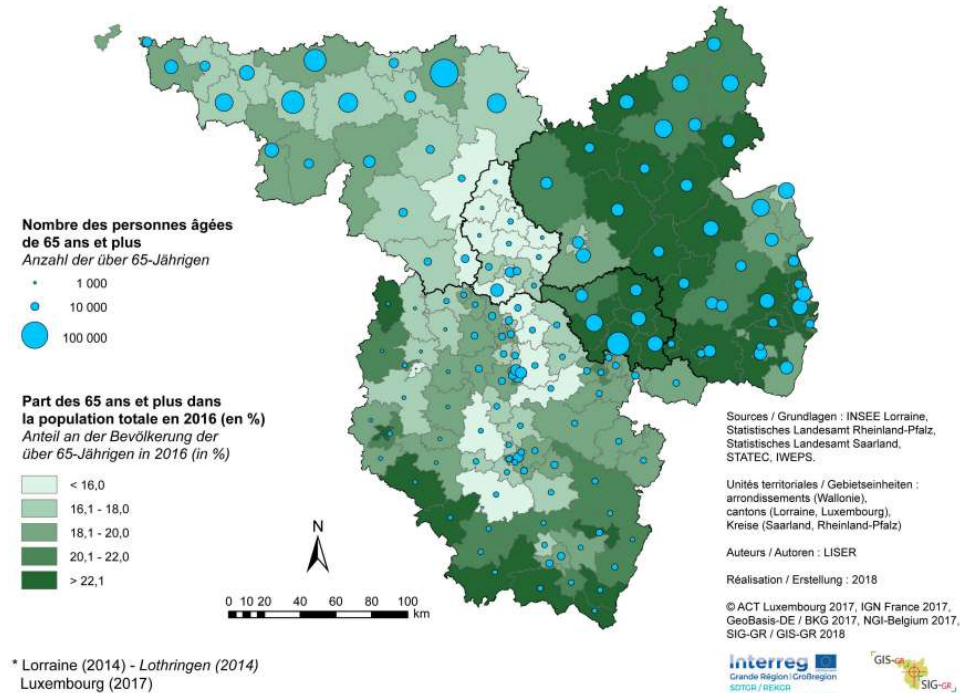 Nombre des personnes âgées
de 65 ans et plus
Anzahl der über 65-Jährigen
1 000
10 000
100 000
Part des 65 ans et plus dans
la population totale en 2016 (en %)
Anteil an der Bevölkerung der
über 65-Jährigen in 2016 (in %)
< 16,0
16,1 - 18,0
18,1 - 20,0
20,1 - 22,0
> 22,1
N
0 10 20 40 60 80 100
km
* Lorraine (2014) - Lothringen (2014)
Luxembourg (2017)
Sources / Grundlagen : INSEE Lorraine,
Statistisches Landesamt Rheinland-Pfalz,
Statistisches Landesamt Saarland,
STATEC, IWEPS.
Unités territoriales / Gebietseinheiten :
arrondissements (Wallonie),
cantons (Lorraine, Luxembourg),
Kreise (Saarland, Rheinland-Pfalz)
Auteurs / Autoren : LISER
Réalisation / Erstellung : 2018
© ACT Luxembourg 2017, IGN France 2017,
GeoBasis-DE / BKG 2017, NGI-Belgium 2017,
SIG-GR / GIS-GR 2018
Interreg
Grande Région | Großregion
SDTGR / REKGR
GIS-GR
SIG-GR